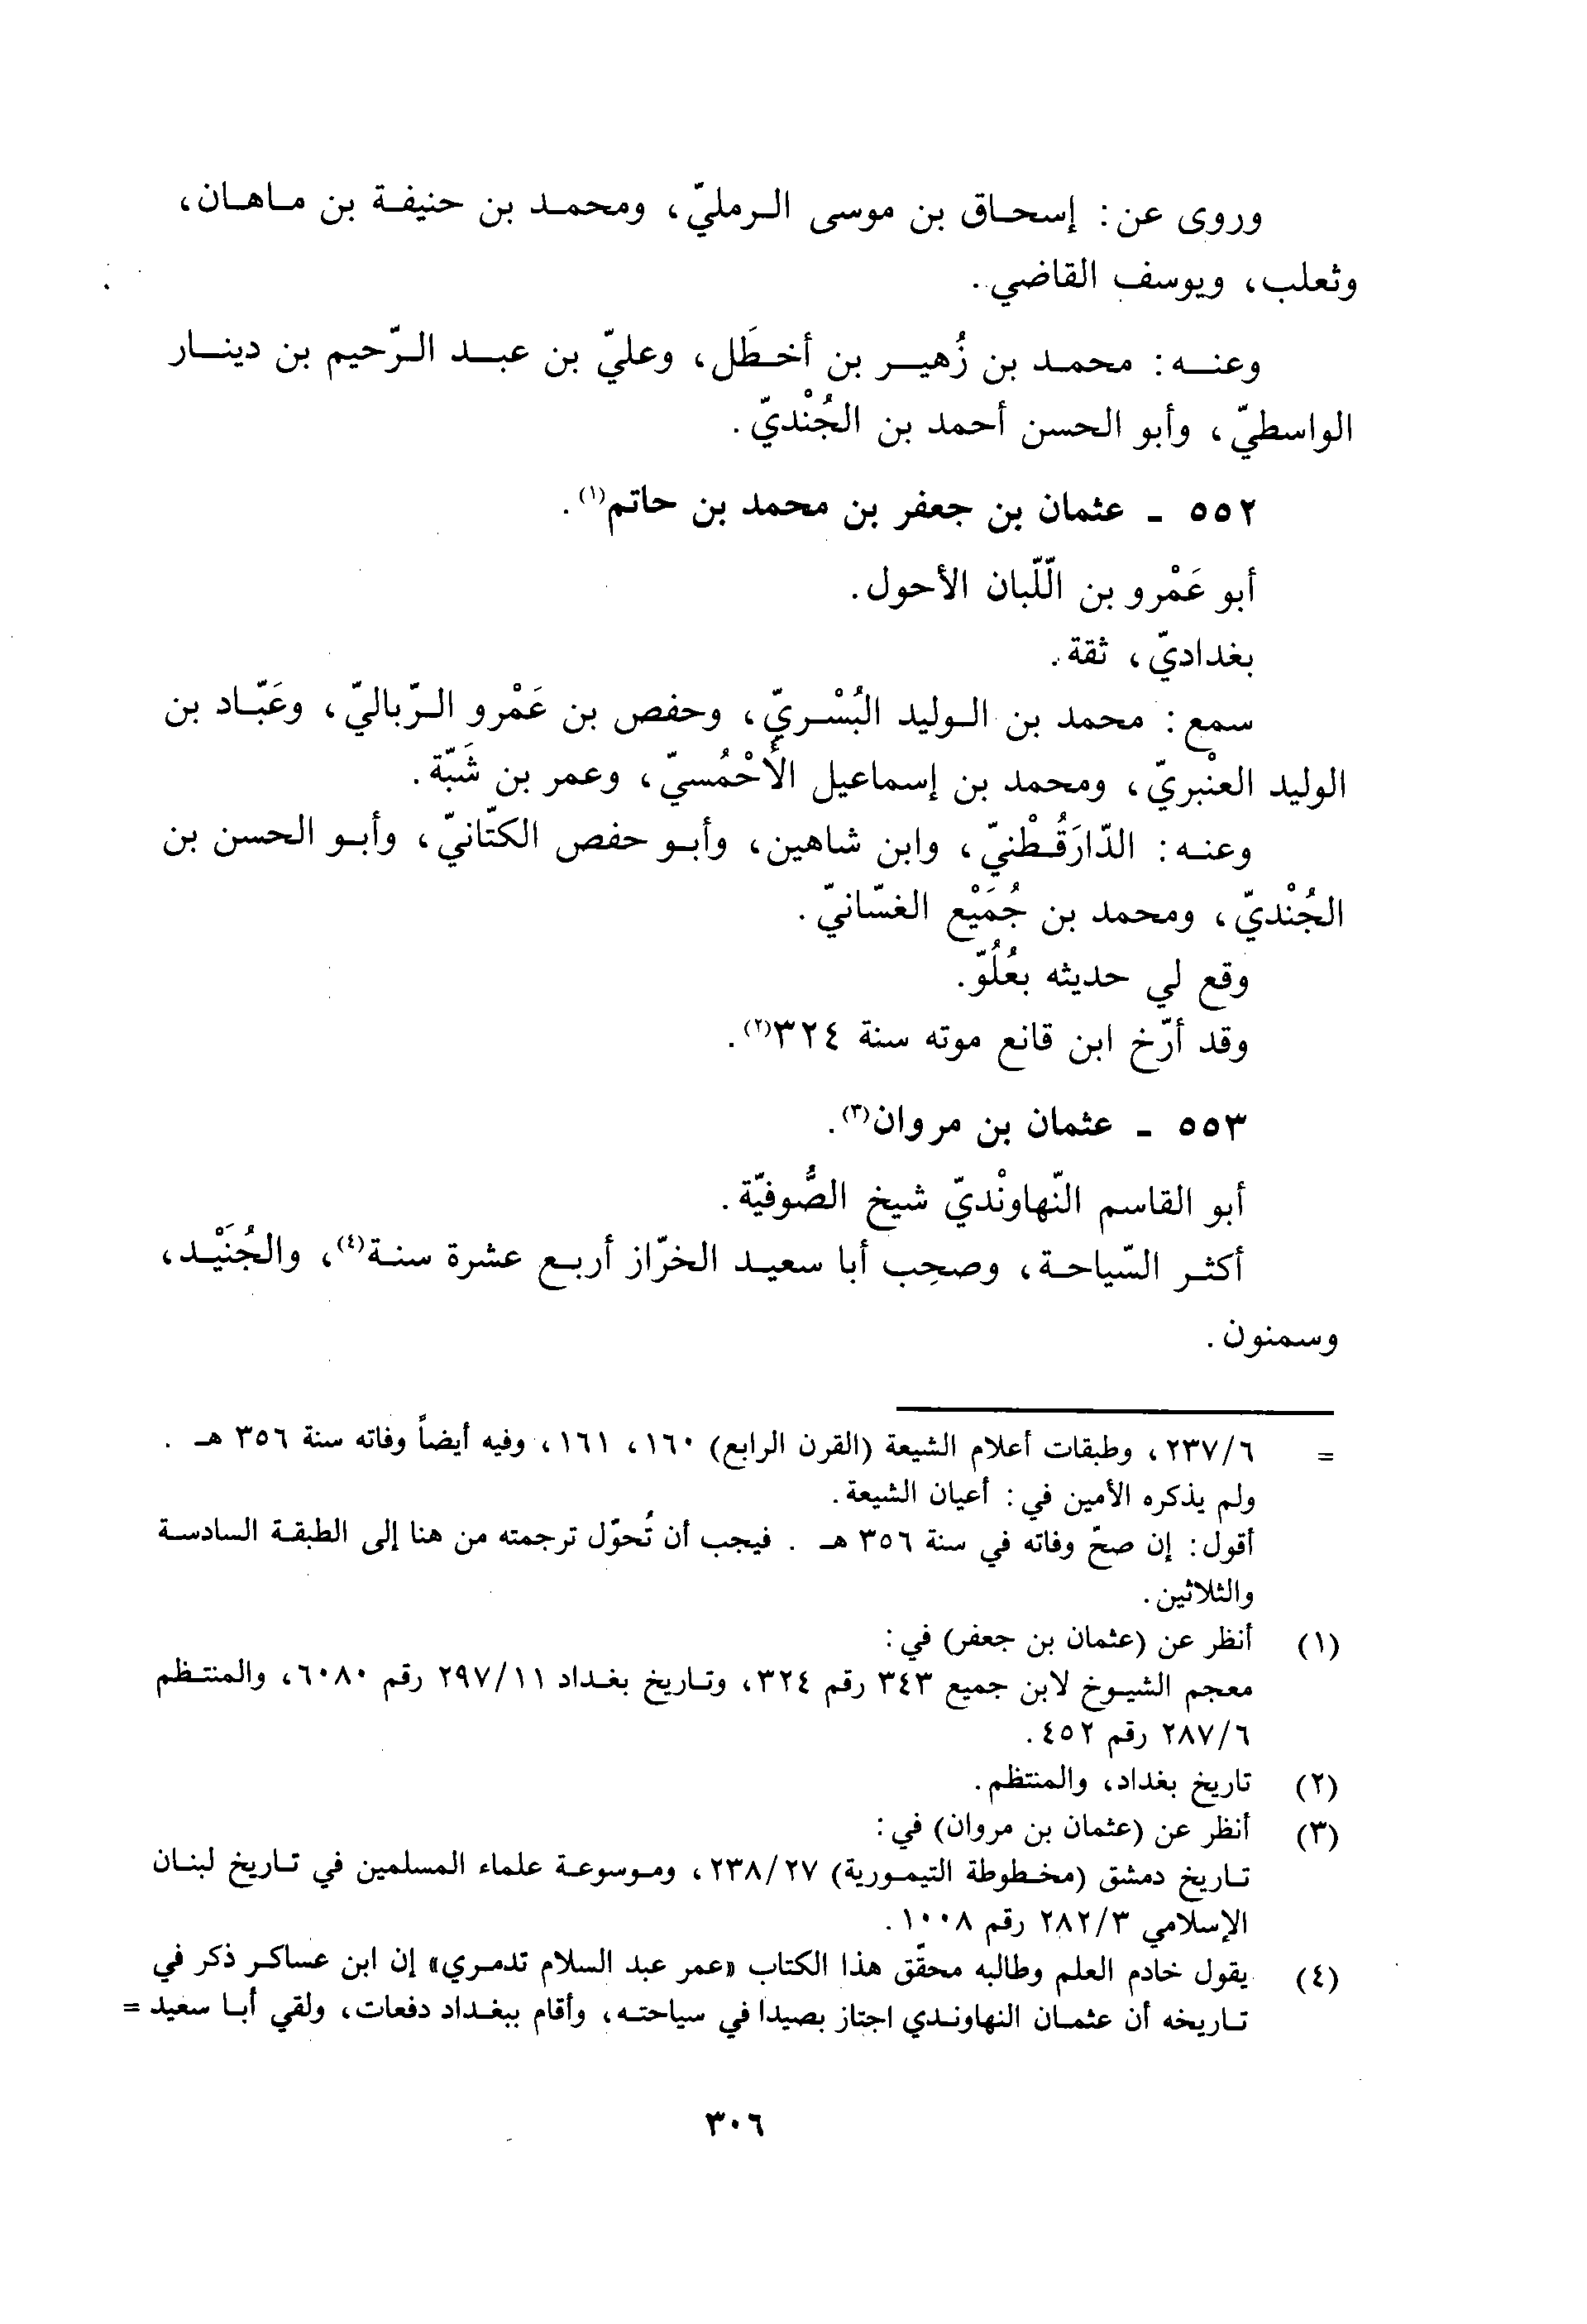 وروى عن: إسحاق بن موسى الرمليّ، ومحمد بن حنيفة بن ماهان،
وثعلب، ويوسف القاضي.
وعنه: محمد بن زُهير بن أخطَل، وعليّ بن عبد الرّحيم بن دينار
الواسطيّ، وأبو الحسن أحمد بن الجُنْديّ.
٥٥٢ - عثمان بن جعفر بن محمد بن حاتم(١).
أبو عَمْرو بن اللّبّان الأحول.
بغداديّ، ثقة.
سمع: محمد بن الوليد البُسْريّ، وحفص بن عَمْرو الرّباليّ، وعَبّاد بن
الوليد العنْبريّ، ومحمد بن إسماعيل الأَحْمُسيّ، وعمر بن شَبّة.
وعنه: الدّارَقُطْنيّ، وابن شاهين، وأبو حفص الكتّانيّ، وأبو الحسن بن
الجُنْديّ، ومحمد بن جُمَيْع الغسّانيّ.
وقع لي حديثه بعُلُوّ.
وقد أرّخ ابن قانع موته سنة ٣٢٤(٢).
٥٥٣ - عثمان بن مروان(٣).
أبو القاسم النّهاونْديّ شيخ الصُّوفيّة.
أكثر السّياحة، وصحِب أبا سعيد الخرّاز أربع عشرة سنة(٤)، والجُنَيْد،
وسمنون.
= ٢٣٧/٦، وطبقات أعلام الشيعة (القرن الرابع) ١٦٠، ١٦١، وفيه أيضاً وفاته سنة ٣٥٦ هـ.
ولم يذكره الأمين في: أعيان الشيعة.
أقول: إن صحّ وفاته في سنة ٣٥٦ هـ. فيجب أن تُحوّل ترجمته من هنا إلى الطبقة السادسة
والثلاثين.
(١) أنظر عن (عثمان بن جعفر) في:
معجم الشيوخ لابن جميع ٣٤٣ رقم ٣٢٤، وتاريخ بغداد ٢٩٧/١١ رقم ٦٠٨٠، والمنتظم
٢٨٧/٦ رقم ٤٥٢.
(٢) تاريخ بغداد، والمنتظم.
(٣) أنظر عن (عثمان بن مروان) في:
تاريخ دمشق (مخطوطة التيمورية) ٢٣٨/٢٧، وموسوعة علماء المسلمين في تاريخ لبنان
الإسلامي ٢٨٢/٣ رقم ١٠٠٨.
(٤) يقول خادم العلم وطالبه محقّق هذا الكتاب «عمر عبد السلام تدمري» إن ابن عساكر ذكر في
تاريخه أن عثمان النهاوندي اجتاز بصيدا في سياحته، وأقام ببغداد دفعات، ولقي أبا سعيد =
٣٠٦